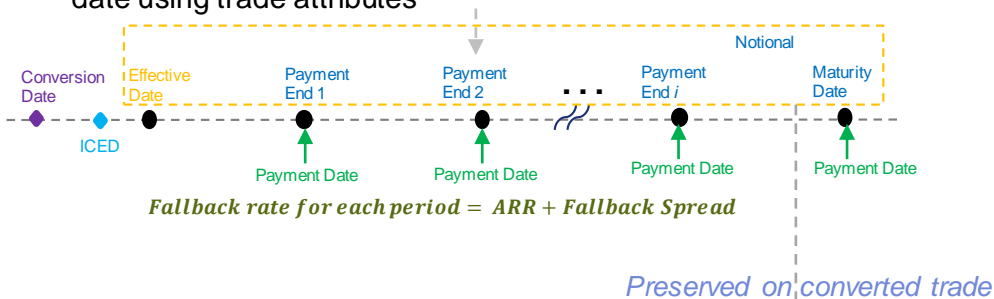 date using trade attributes
Notional
Conversion Date
Effective Date
Payment End 1
Payment End 2
...
Payment End i
Maturity Date
ICED
Payment Date
Payment Date
Payment Date
Payment Date
Fallback rate for each period = ARR + Fallback Spread
Preserved on converted trade